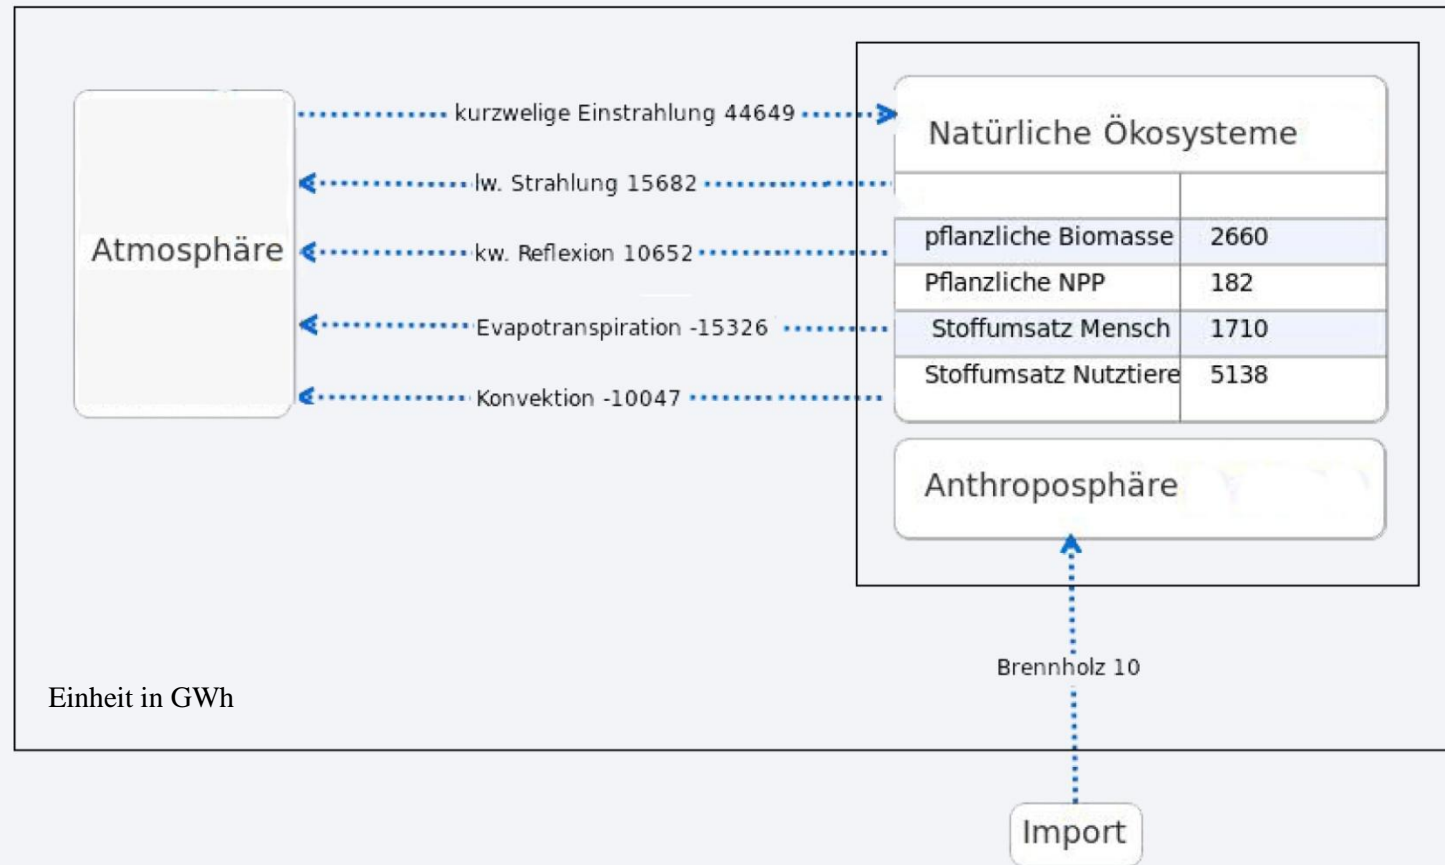 kurzwelige Einstrahlung 44649
Natürliche Ökosysteme
lw. Strahlung 15682
Atmosphäre
kw. Reflexion 10652
pflanzliche Biomasse 2660
Pflanzliche NPP 182
Evapotranspiration -15326
Stoffumsatz Mensch 1710
Stoffumsatz Nutztiere 5138
Konvektion -10047
Anthroposphäre
Brennholz 10
Einheit in GWh
Import